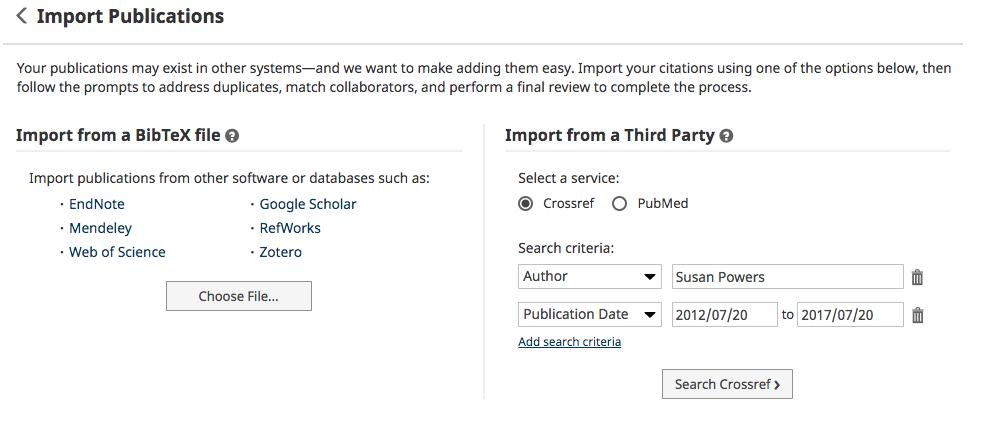 Import Publications
Your publications may exist in other systems—and we want to make adding them easy. Import your citations using one of the options below, then
follow the prompts to address duplicates, match collaborators, and perform a final review to complete the process.
Import from a BibTeX file
Import publications from other software or databases such as:
· EndNote
· Google Scholar
· Mendeley
· RefWorks
· Web of Science
· Zotero
Choose File...
Import from a Third Party
Select a service:
Crossref PubMed
Search criteria:
Author Susan Powers
Publication Date 2012/07/20 to 2017/07/20
Add search criteria
Search Crossref ›